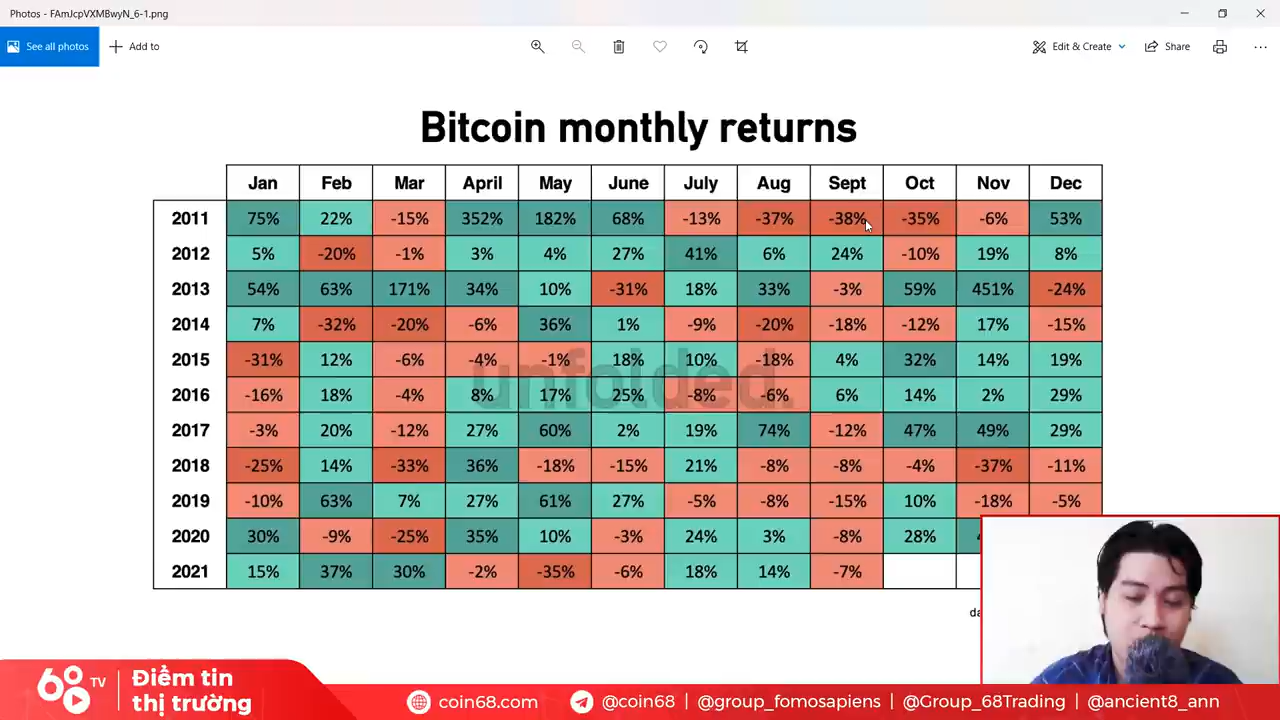 Photos - FAmJcpVXMBwyN_6-1.png
See all photos
Add to
Edit & Create
Share
Bitcoin monthly returns
Jan Feb Mar April May June July Aug Sept Oct Nov Dec
2011 75% 22% -15% 352% 182% 68% -13% -37% -38% -35% -6% 53%
2012 5% -20% -1% 3% 4% 27% 41% 6% 24% -10% 19% 8%
2013 54% 63% 171% 34% 10% -31% 18% 33% -3% 59% 451% -24%
2014 7% -32% -20% -6% 36% 1% -9% -20% -18% -12% 17% -15%
2015 -31% 12% -6% -4% -1% 18% 10% -18% 4% 32% 14% 19%
unfolded.
2016 -16% 18% -4% 8% 17% 25% -8% -6% 6% 14% 2% 29%
2017 -3% 20% -12% 27% 60% 2% 19% 74% -12% 47% 49% 29%
2018 -25% 14% -33% 36% -18% -15% 21% -8% -8% -4% -37% -11%
2019 -10% 63% 7% 27% 61% 27% -5% -8% -15% 10% -18% -5%
2020 30% -9% -25% 35% 10% -3% 24% 3% -8% 28%
2021 15% 37% 30% -2% -35% -6% 18% 14% -7%
68 TV
Điểm tin
thị trường
coin68.com
@coin68 | @group_fomosapiens | @Group_68Trading | @ancient8_ann